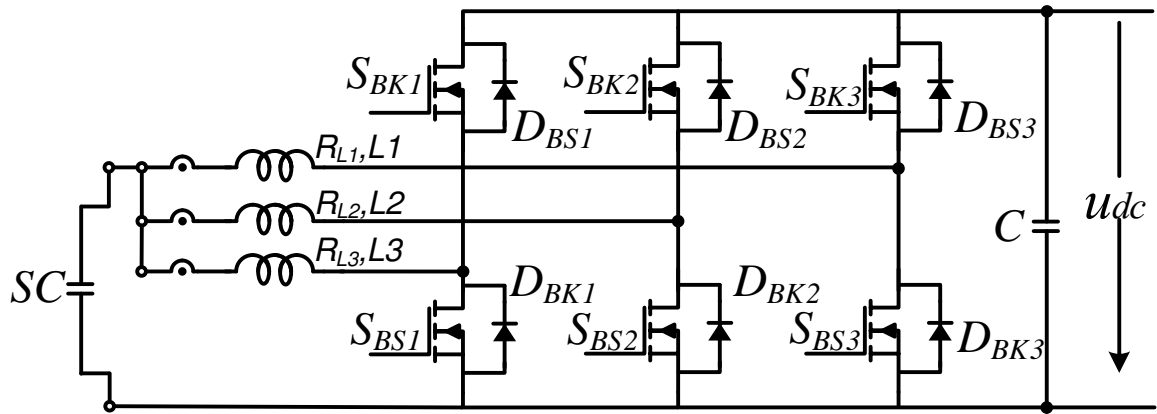 S_BK1
S_BK2
S_BK3
D_BS1
D_BS2
D_BS3
R_L1,L1
R_L2,L2
R_L3,L3
SC
C
u_dc
D_BK1
D_BK2
S_BS1
S_BS2
S_BS3
D_BK3